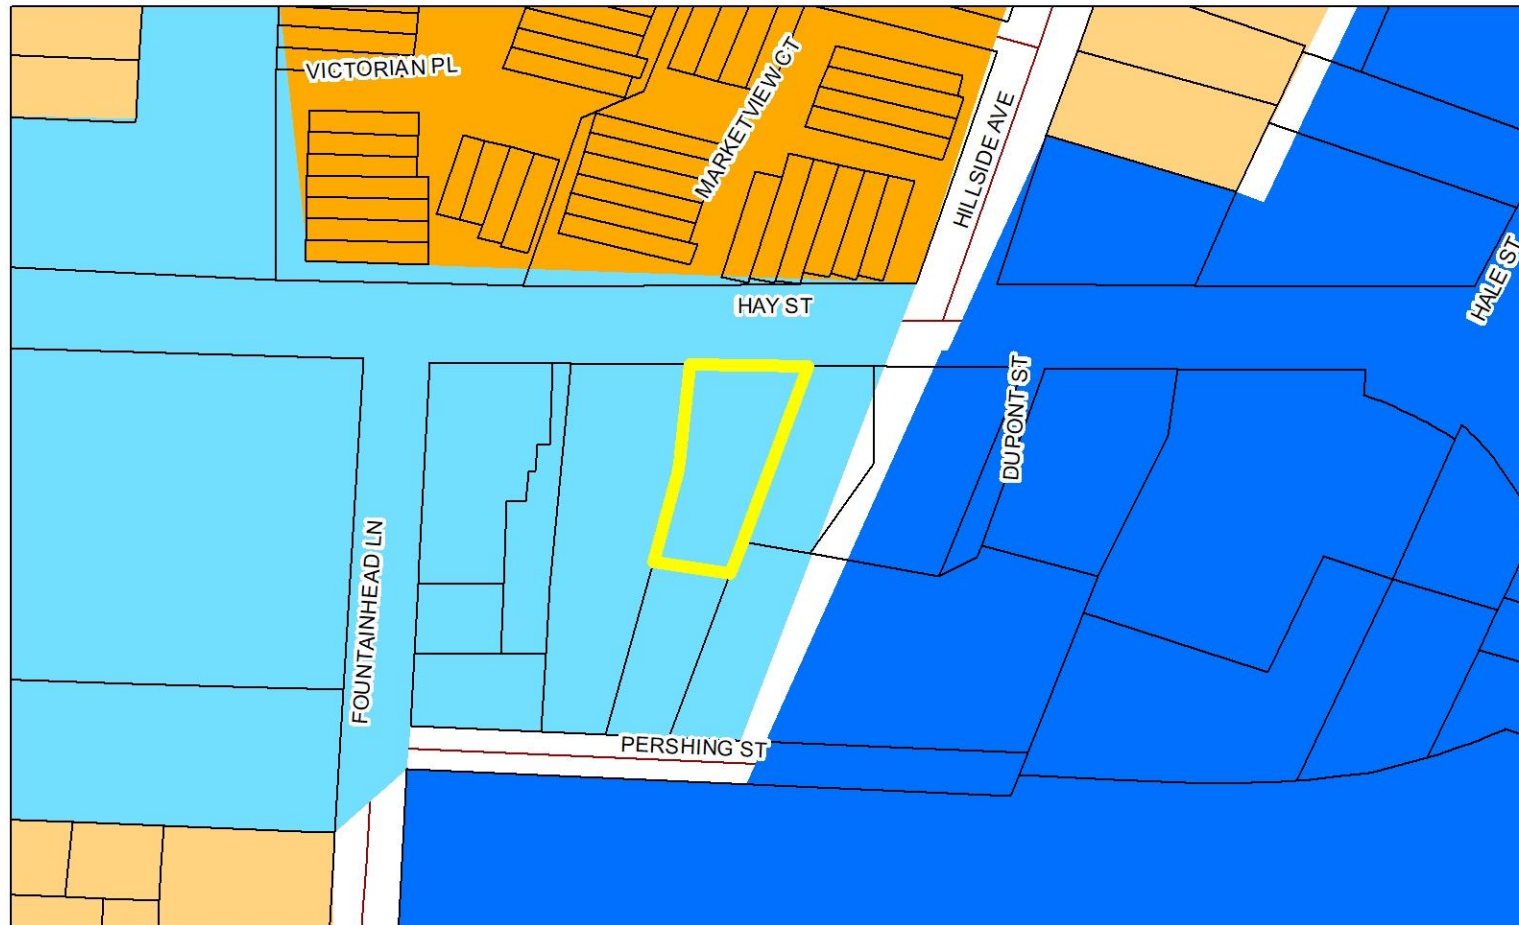 VICTORIAN PL
MARKETVIEW CT
HILLSIDE AVE
HALE ST
HAY ST
DUPONT ST
FOUNTAINHEAD LN
PERSHING ST